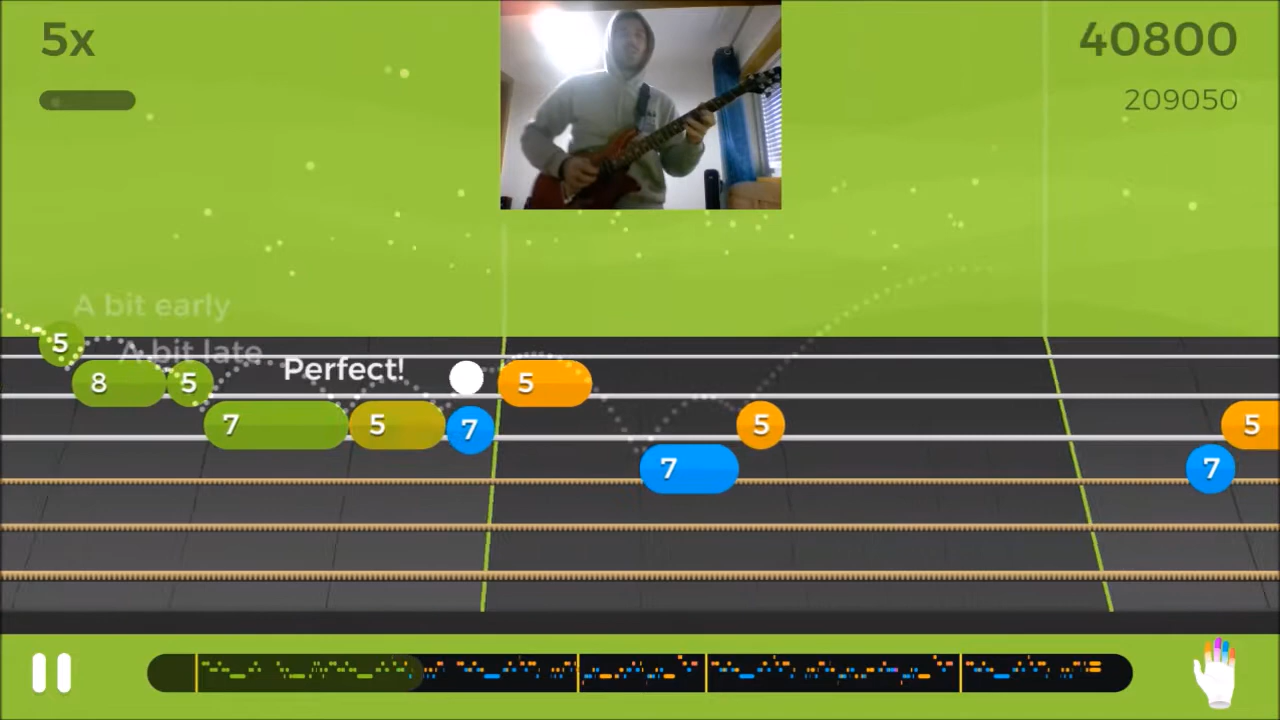 5x
40800
209050
A bit early
A bit late
Perfect!
5
8 5 5
7 5 7 5 5
7 7